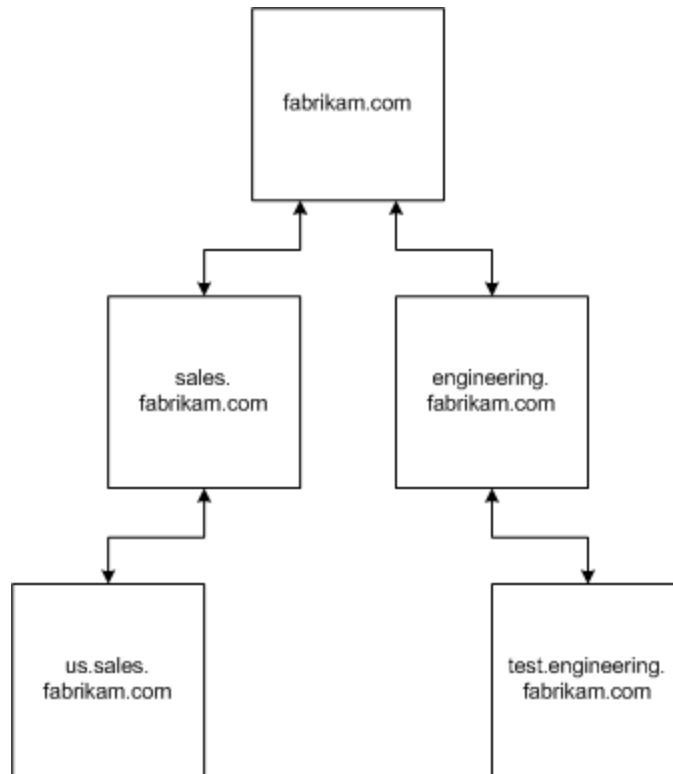 fabrikam.com
sales.
fabrikam.com
engineering.
fabrikam.com
us.sales.
fabrikam.com
test.engineering.
fabrikam.com